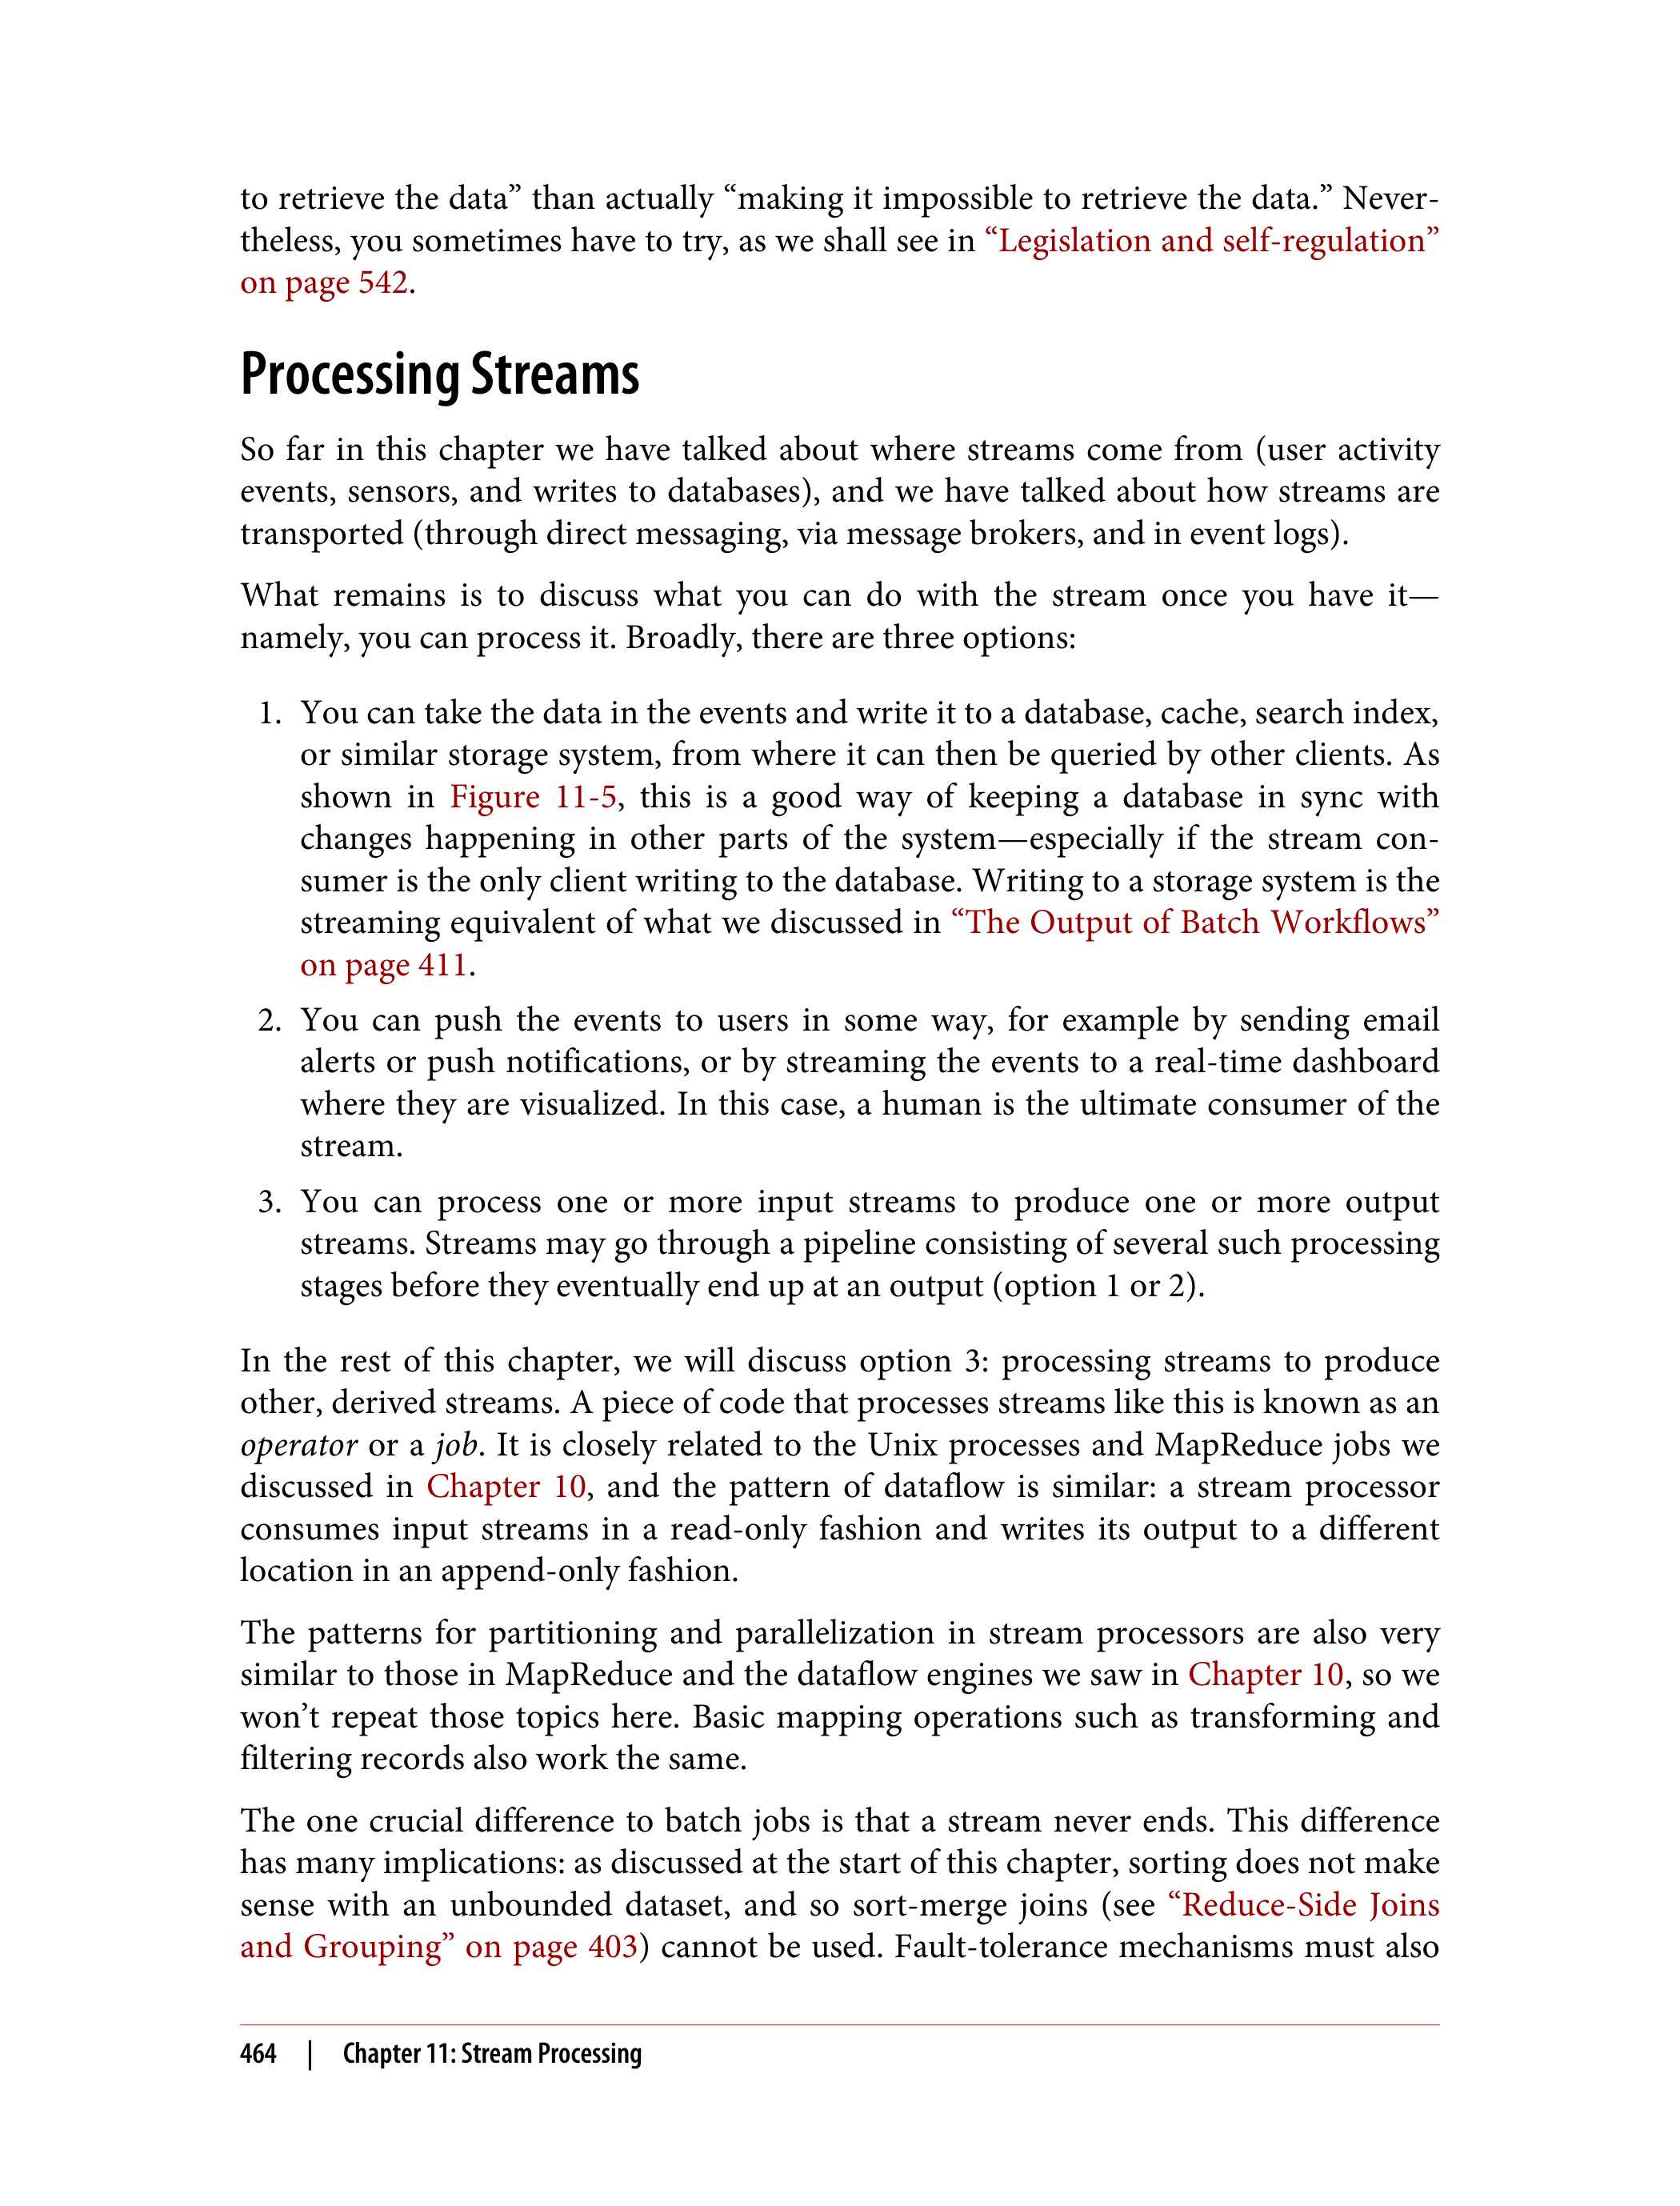 to retrieve the data” than actually “making it impossible to retrieve the data.” Never-
theless, you sometimes have to try, as we shall see in “Legislation and self-regulation”
on page 542.
Processing Streams
So far in this chapter we have talked about where streams come from (user activity
events, sensors, and writes to databases), and we have talked about how streams are
transported (through direct messaging, via message brokers, and in event logs).
What remains is to discuss what you can do with the stream once you have it—
namely, you can process it. Broadly, there are three options:
1. You can take the data in the events and write it to a database, cache, search index,
or similar storage system, from where it can then be queried by other clients. As
shown in Figure 11-5, this is a good way of keeping a database in sync with
changes happening in other parts of the system—especially if the stream con-
sumer is the only client writing to the database. Writing to a storage system is the
streaming equivalent of what we discussed in “The Output of Batch Workflows”
on page 411.
2. You can push the events to users in some way, for example by sending email
alerts or push notifications, or by streaming the events to a real-time dashboard
where they are visualized. In this case, a human is the ultimate consumer of the
stream.
3. You can process one or more input streams to produce one or more output
streams. Streams may go through a pipeline consisting of several such processing
stages before they eventually end up at an output (option 1 or 2).
In the rest of this chapter, we will discuss option 3: processing streams to produce
other, derived streams. A piece of code that processes streams like this is known as an
operator or a job. It is closely related to the Unix processes and MapReduce jobs we
discussed in Chapter 10, and the pattern of dataflow is similar: a stream processor
consumes input streams in a read-only fashion and writes its output to a different
location in an append-only fashion.
The patterns for partitioning and parallelization in stream processors are also very
similar to those in MapReduce and the dataflow engines we saw in Chapter 10, so we
won’t repeat those topics here. Basic mapping operations such as transforming and
filtering records also work the same.
The one crucial difference to batch jobs is that a stream never ends. This difference
has many implications: as discussed at the start of this chapter, sorting does not make
sense with an unbounded dataset, and so sort-merge joins (see “Reduce-Side Joins
and Grouping” on page 403) cannot be used. Fault-tolerance mechanisms must also
464 | Chapter 11: Stream Processing